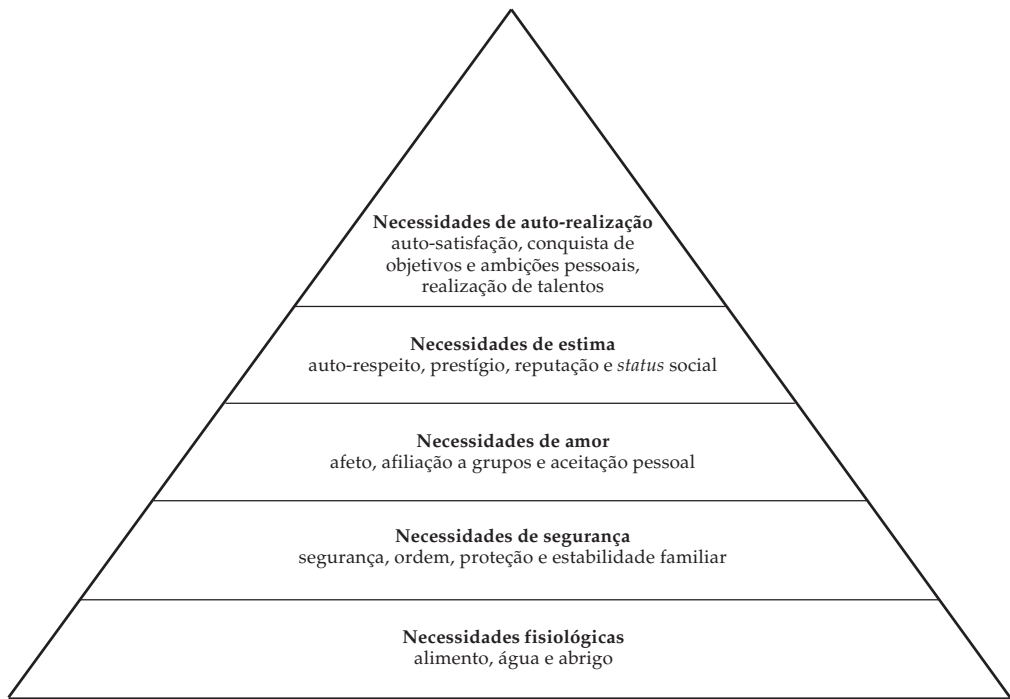 Necessidades de auto-realização
auto-satisfação, conquista de
objetivos e ambições pessoais,
realização de talentos
Necessidades de estima
auto-respeito, prestígio, reputação e status social
Necessidades de amor
afeto, afiliação a grupos e aceitação pessoal
Necessidades de segurança
segurança, ordem, proteção e estabilidade familiar
Necessidades fisiológicas
alimento, água e abrigo